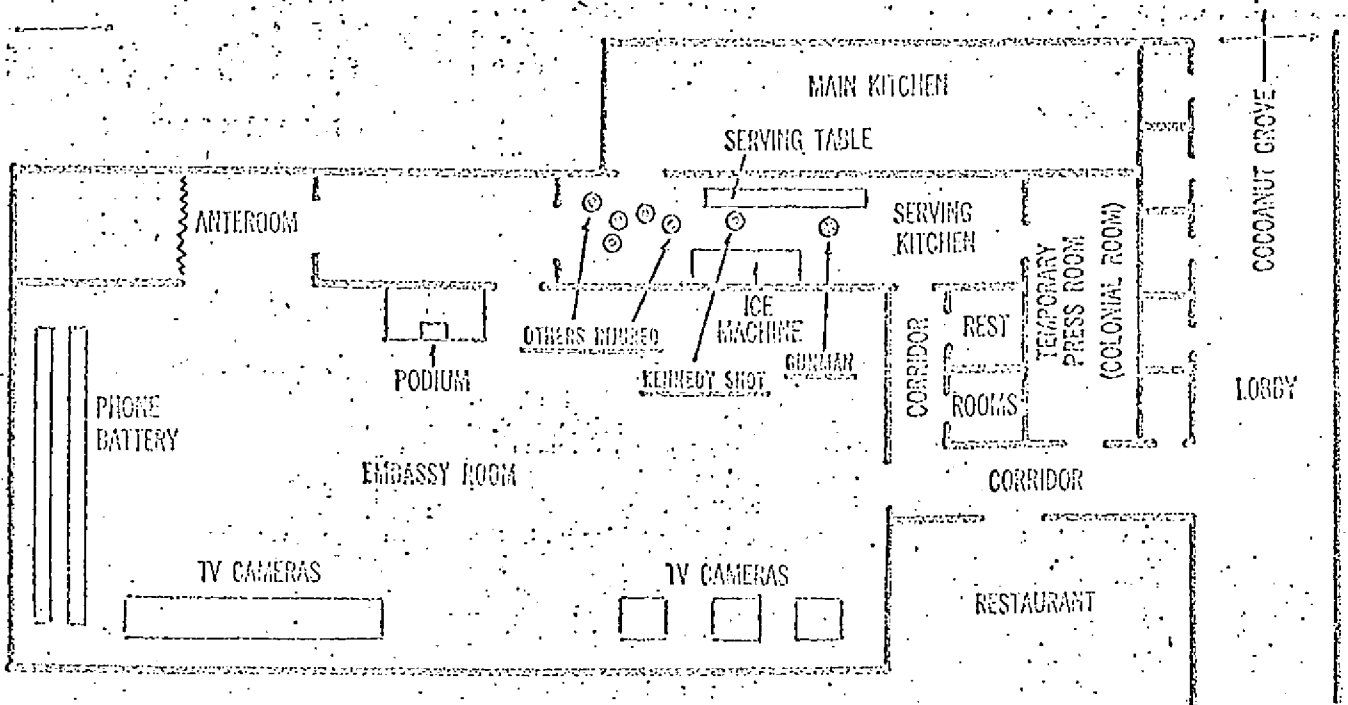 MAIN KITCHEN
SERVING TABLE
COCOANUT GROVE
ANTEROOM
SERVING
KITCHEN
TEMPORARY
PRESS ROOM
(COLONIAL ROOM)
OTHERS INJURED
ICE
MACHINE
GUNMAN
KENNEDY SHOT
CORRIDOR
REST
ROOMS
LOBBY
PODIUM
PHONE
BATTERY
EMBASSY ROOM
CORRIDOR
TV CAMERAS
TV CAMERAS
RESTAURANT